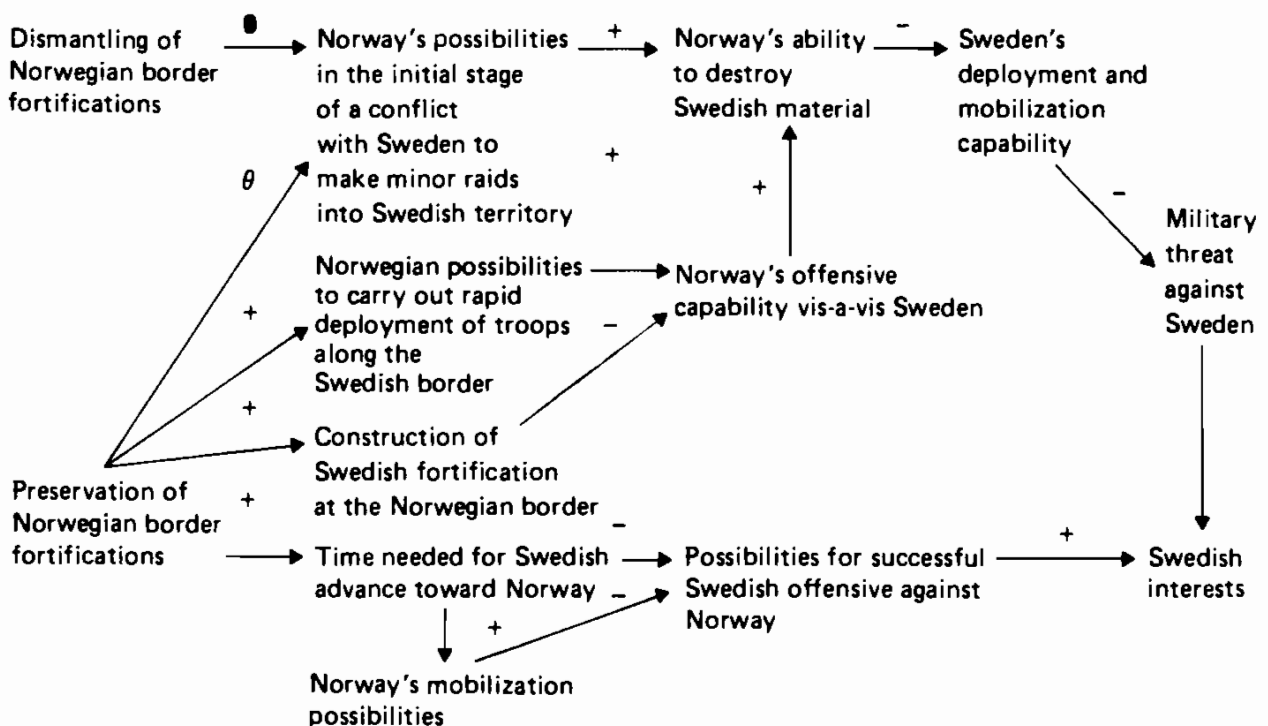 Dismantling of
Norwegian border
fortifications
θ
Norway's possibilities
in the initial stage
of a conflict
with Sweden to
make minor raids
into Swedish territory
+
Norway's ability
to destroy
Swedish material
-
Sweden's
deployment and
mobilization
capability
-
Military
threat
against
Sweden
θ
+
+
Norwegian possibilities
to carry out rapid
deployment of troops
along the
Swedish border
+
-
Norway's offensive
capability vis-a-vis Sweden
+
Construction of
Swedish fortification
at the Norwegian border
Preservation of
Norwegian border
fortifications
+
Time needed for Swedish
advance toward Norway
-
-
Possibilities for successful
Swedish offensive against
Norway
+
Swedish
interests
+
Norway's mobilization
possibilities